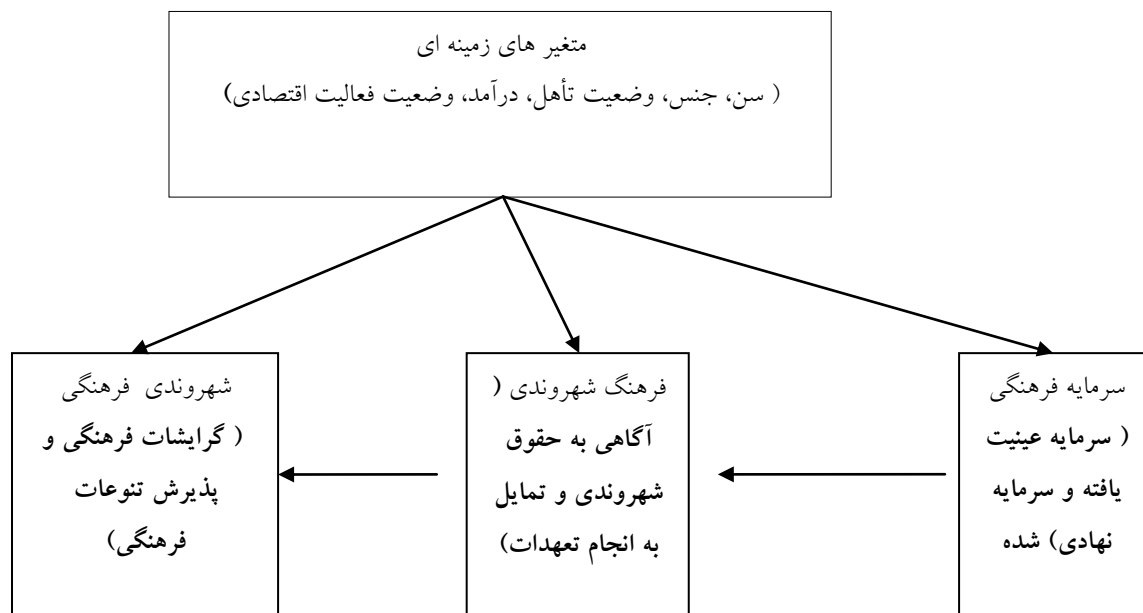 متغیر های زمینه ای
( سن، جنس، وضعیت تأهل، درآمد، وضعیت فعالیت اقتصادی)
سرمایه فرهنگی
( سرمایه عینیت
یافته و سرمایه
نهادی) شده
فرهنگ شهروندی (
آگاهی به حقوق
شهروندی و تمایل
به انجام تعهدات)
شهروندی فرهنگی
( گرایشات فرهنگی و
پذیرش تنوعات
فرهنگی)